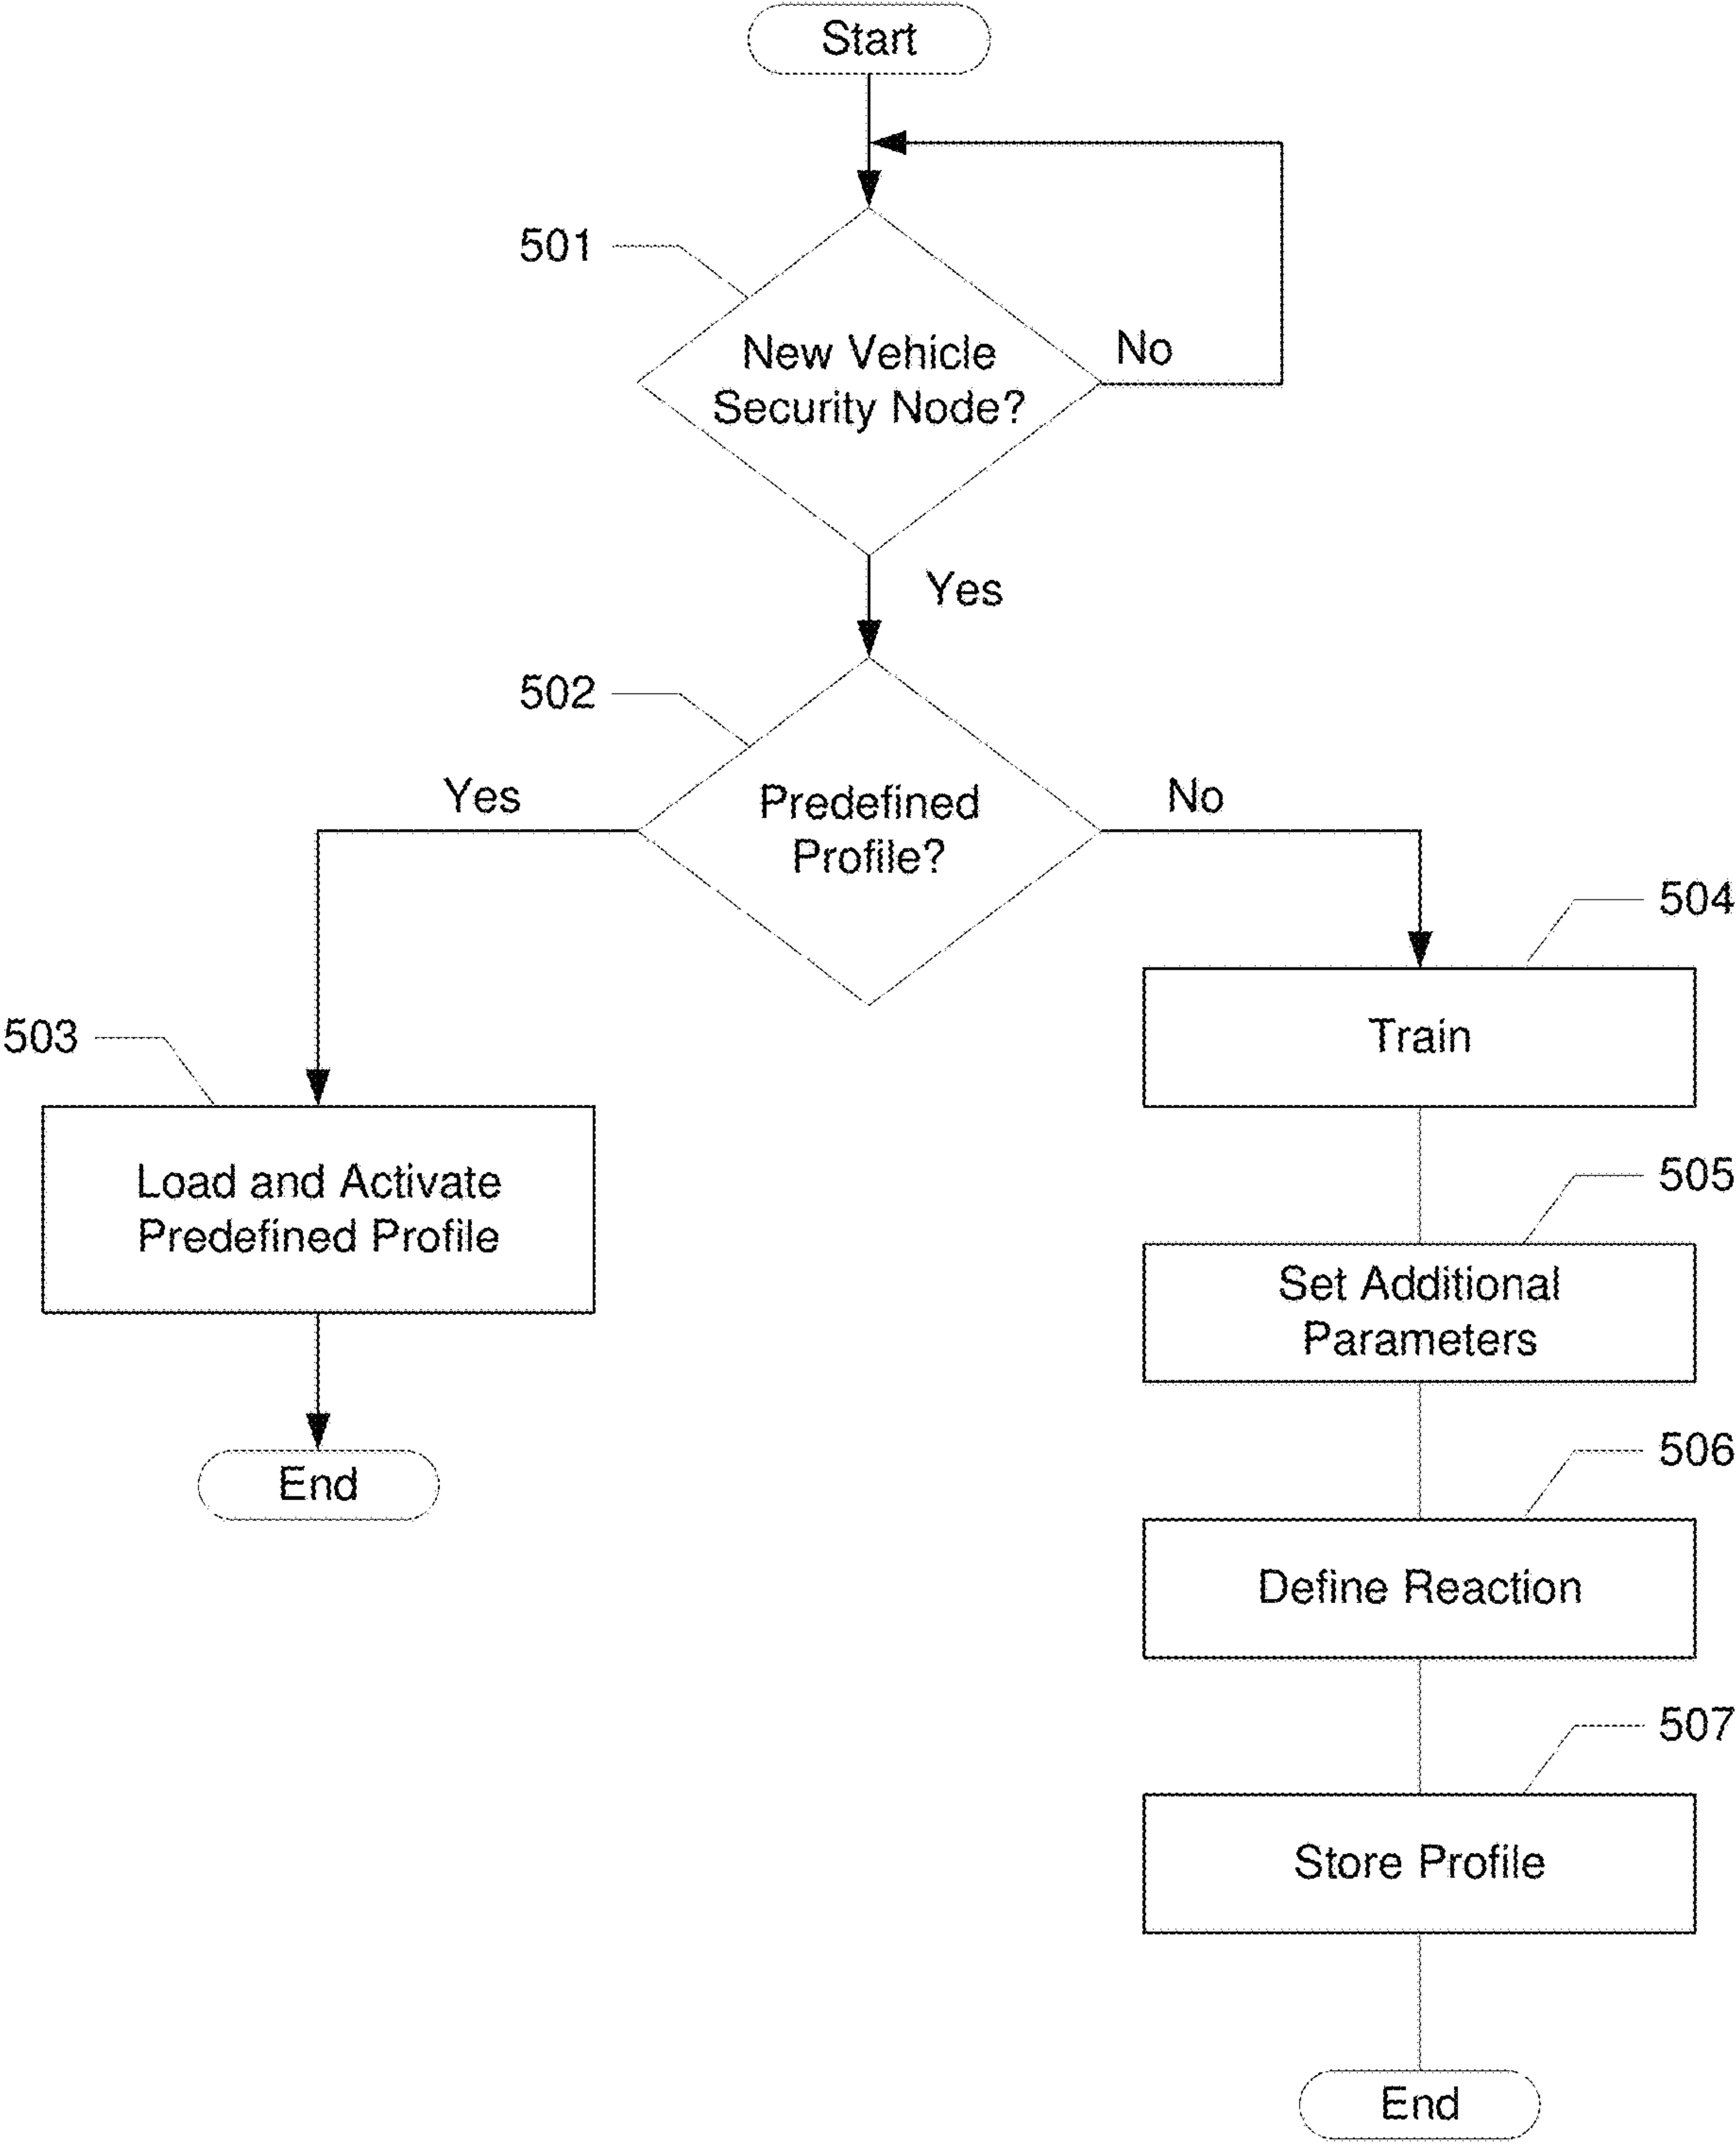 Start
501
New Vehicle
Security Node?
No
Yes
502
Predefined
Profile?
Yes
No
504
Train
503
Load and Activate
Predefined Profile
505
Set Additional
Parameters
End
506
Define Reaction
507
Store Profile
End